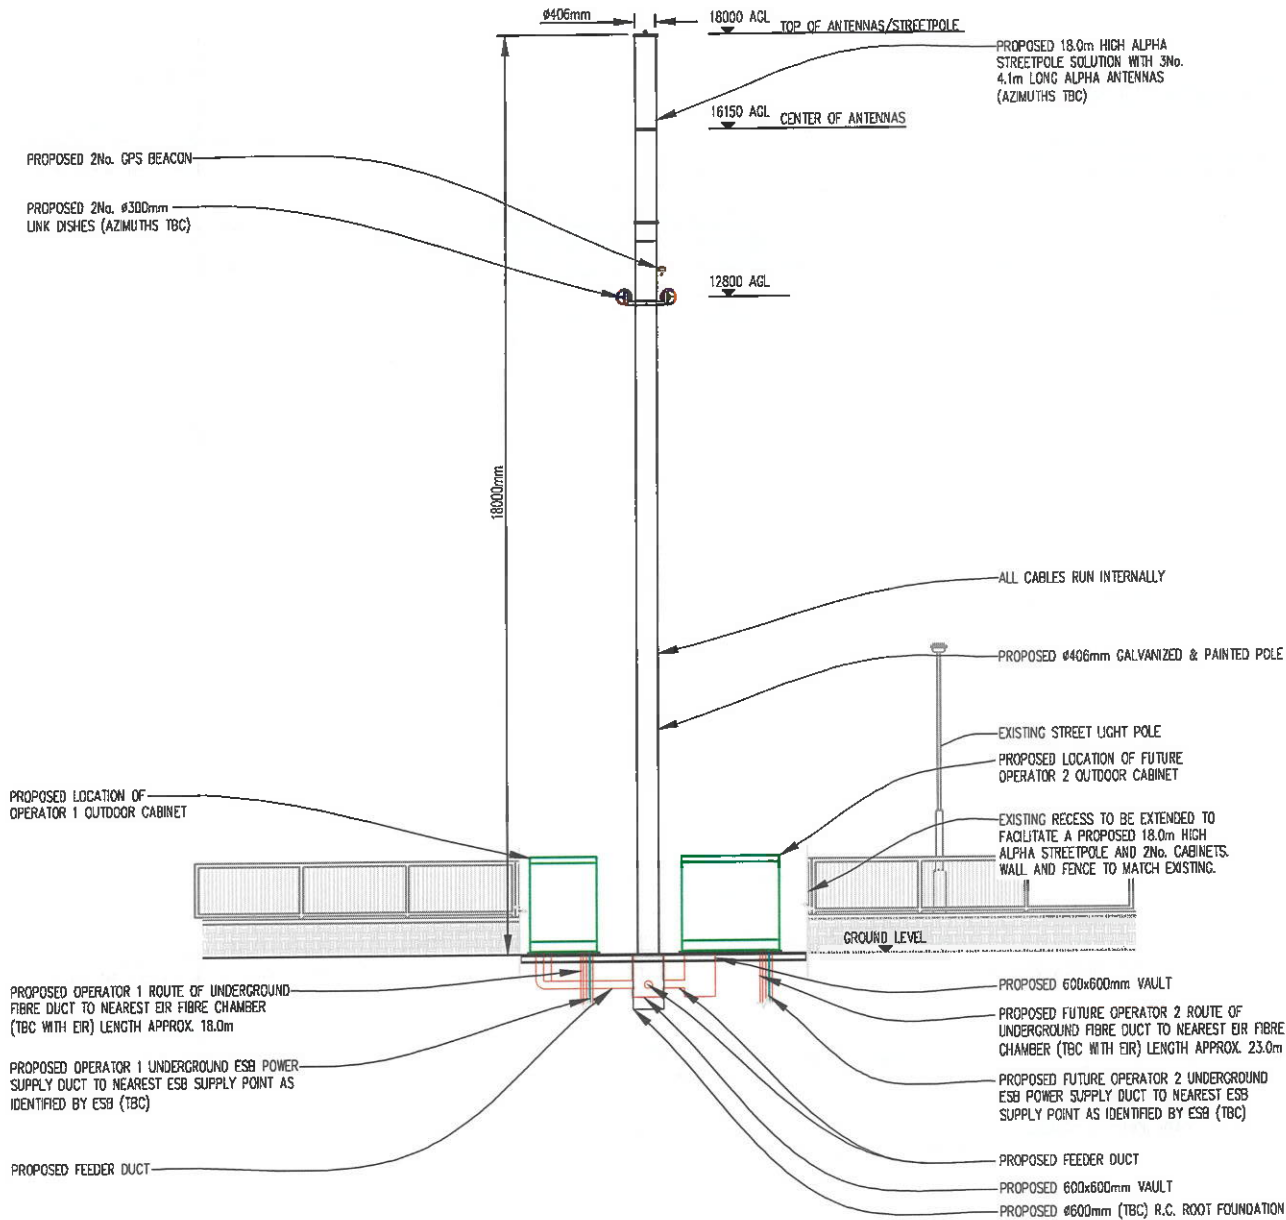 ø406mm
18000 AGL
TOP OF ANTENNAS/STREETPOLE
PROPOSED 18.0m HIGH ALPHA
STREETPOLE SOLUTION WITH 3No.
4.1m LONG ALPHA ANTENNAS
(AZIMUTHS TBC)
16150 AGL
CENTER OF ANTENNAS
PROPOSED 2No. GPS BEACON
PROPOSED 2No. ø300mm
LINK DISHES (AZIMUTHS TBC)
12800 AGL
18000mm
ALL CABLES RUN INTERNALLY
PROPOSED ø406mm GALVANIZED & PAINTED POLE
EXISTING STREET LIGHT POLE
PROPOSED LOCATION OF FUTURE
OPERATOR 2 OUTDOOR CABINET
PROPOSED LOCATION OF
OPERATOR 1 OUTDOOR CABINET
EXISTING RECESS TO BE EXTENDED TO
FACILITATE A PROPOSED 18.0m HIGH
ALPHA STREETPOLE AND 2No. CABINETS.
WALL AND FENCE TO MATCH EXISTING.
GROUND LEVEL
PROPOSED OPERATOR 1 ROUTE OF UNDERGROUND
FIBRE DUCT TO NEAREST EIR FIBRE CHAMBER
(TBC WITH EIR) LENGTH APPROX. 18.0m
PROPOSED OPERATOR 1 UNDERGROUND ESB POWER
SUPPLY DUCT TO NEAREST ESB SUPPLY POINT AS
IDENTIFIED BY ESB (TBC)
PROPOSED FEEDER DUCT
PROPOSED 600x600mm VAULT
PROPOSED FUTURE OPERATOR 2 ROUTE OF
UNDERGROUND FIBRE DUCT TO NEAREST EIR FIBRE
CHAMBER (TBC WITH EIR) LENGTH APPROX. 23.0m
PROPOSED FUTURE OPERATOR 2 UNDERGROUND
ESB POWER SUPPLY DUCT TO NEAREST ESB
SUPPLY POINT AS IDENTIFIED BY ESB (TBC)
PROPOSED FEEDER DUCT
PROPOSED 600x600mm VAULT
PROPOSED ø600mm (TBC) R.C. ROOT FOUNDATION